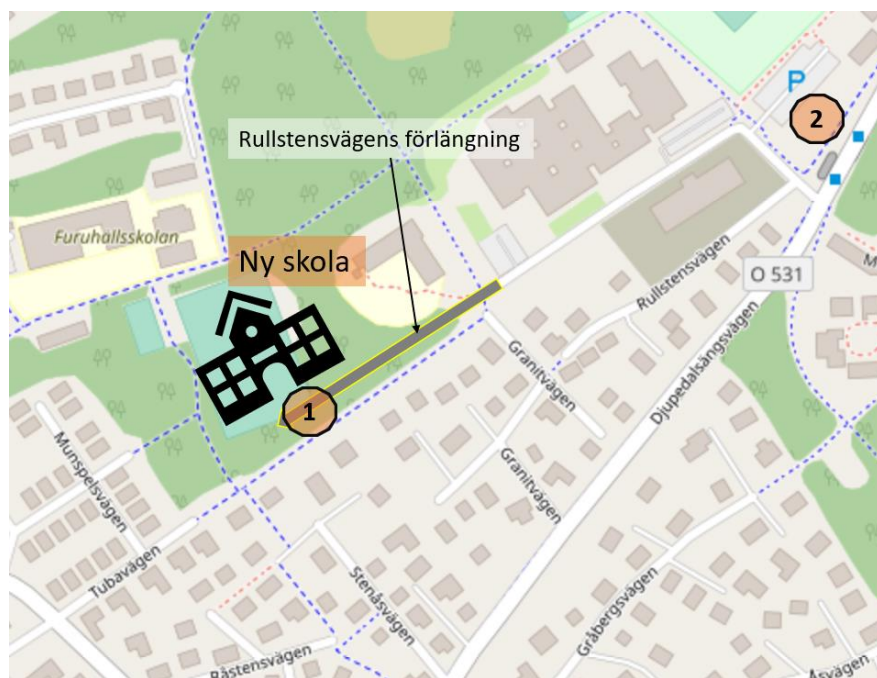 P
2
Rullstensvägens förlängning
Furuhallsskolan
Ny skola
O 531
Rullstensvägen
Granitvägen
Djupedalsängsvägen
1
Munspelsvägen
Granitvägen
Tubavägen
Stenåsvägen
Gråbergsvägen
Råstensvägen
Åsvägen